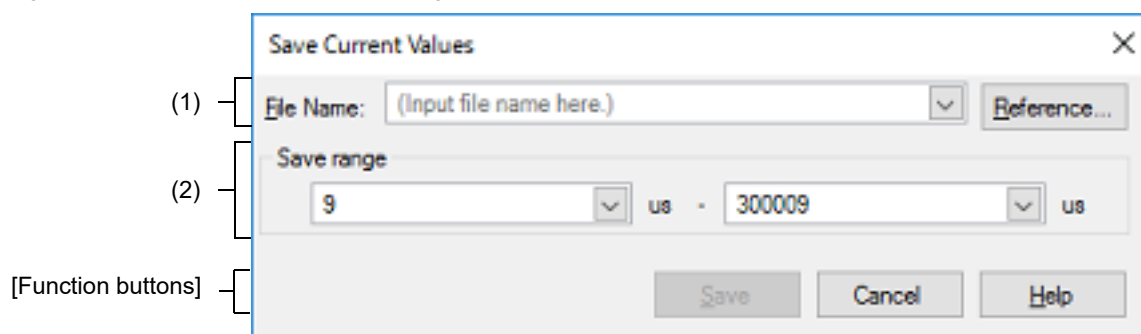 Save Current Values
(1) File Name: (Input file name here.) Reference...
Save range
(2) 9 us - 300009 us
[Function buttons] Save Cancel Help